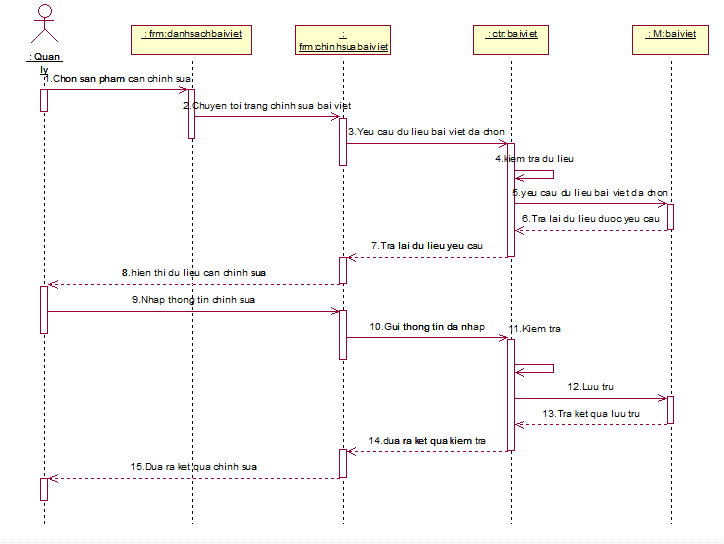 : frm:danhsachbaiviet
:
frm:chinhsuabaiviet
: ctr:baiviet
: M:baiviet
: Quan
ly
1.Chon san pham can chinh sua
2.Chuyen toi trang chinh sua bai viet
3.Yeu cau du lieu bai viet da chon
4.kiem tra du lieu
5.yeu cau du lieu bai viet da chon
6.Tra lai du lieu duoc yeu cau
7.Tra lai du lieu yeu cau
8.hien thi du lieu can chinh sua
9.Nhap thong tin chinh sua
10.Gui thong tin da nhap
11.Kiem tra
12.Luu tru
13.Tra ket qua luu tru
14.dua ra ket qua kiem tra
15.Dua ra ket qua chinh sua